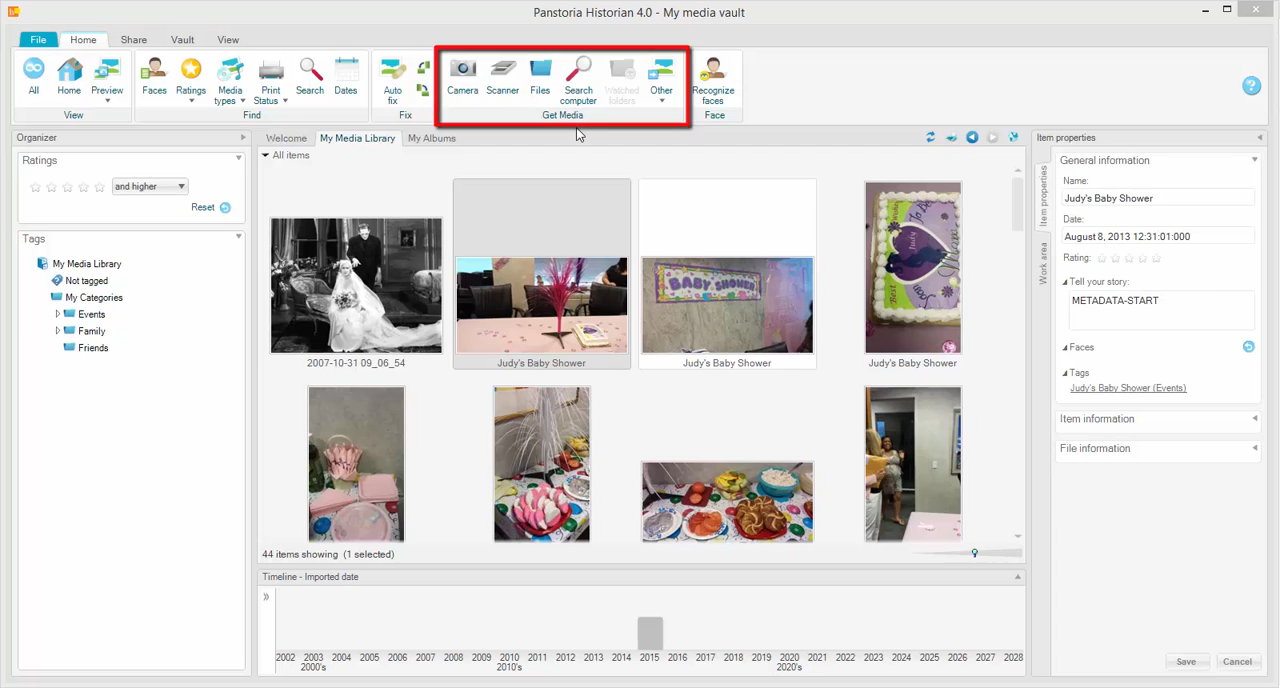 Panstoria Historian 4.0 - My media vault
File Home Share Vault View
All Home Preview Faces Ratings Media types Print Status Search Dates Auto fix Camera Scanner Files Search computer Watched folders Other Recognize faces
View Find Fix Get Media Face
Organizer
Ratings
and higher
Reset
Tags
My Media Library
Not tagged
My Categories
Events
Family
Friends
Welcome My Media Library My Albums
All items
BABY SHOWER
2007-10-31 09_06_54 Judy's Baby Shower Judy's Baby Shower Judy's Baby Shower
44 items showing (1 selected)
Timeline - Imported date
2002 2003 2004 2005 2006 2007 2008 2009 2010 2011 2012 2013 2014 2015 2016 2017 2018 2019 2020 2021 2022 2023 2024 2025 2026 2027 2028
2000's 2010's 2020's
Item properties
Item properties
Work area
General information
Name:
Judy's Baby Shower
Date:
August 8, 2013 12:31:01:000
Rating:
Tell your story:
METADATA-START
Faces
Tags
Judy's Baby Shower (Events)
Item information
File information
Save Cancel